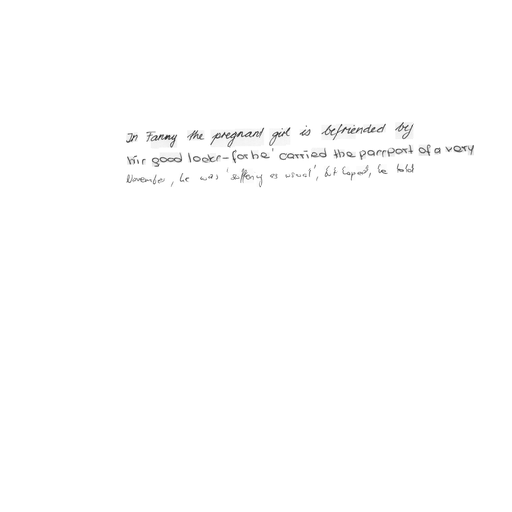 In Fanny the pregnant girl is befriended by
his good looks - for he' carried the passport of a very
November, he was 'suffering as usual', but hoped, he told